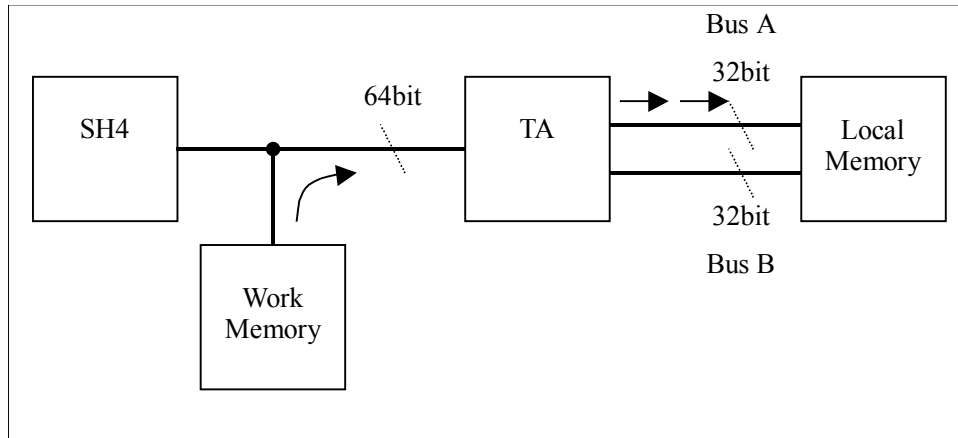 Bus A
32bit
64bit
SH4
TA
Local
Memory
32bit
Bus B
Work
Memory